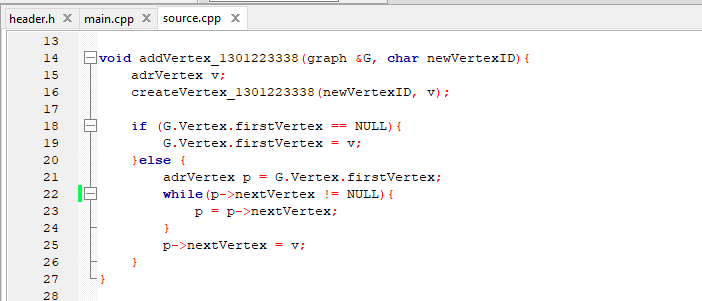 header.h main.cpp source.cpp
13
14 void addVertex_1301223338(graph &G, char newVertexID){
15     adrVertex v;
16     createVertex_1301223338(newVertexID, v);
17
18     if (G.Vertex.firstVertex == NULL){
19         G.Vertex.firstVertex = v;
20     }else {
21         adrVertex p = G.Vertex.firstVertex;
22         while(p->nextVertex != NULL){
23             p = p->nextVertex;
24         }
25         p->nextVertex = v;
26     }
27 }
28